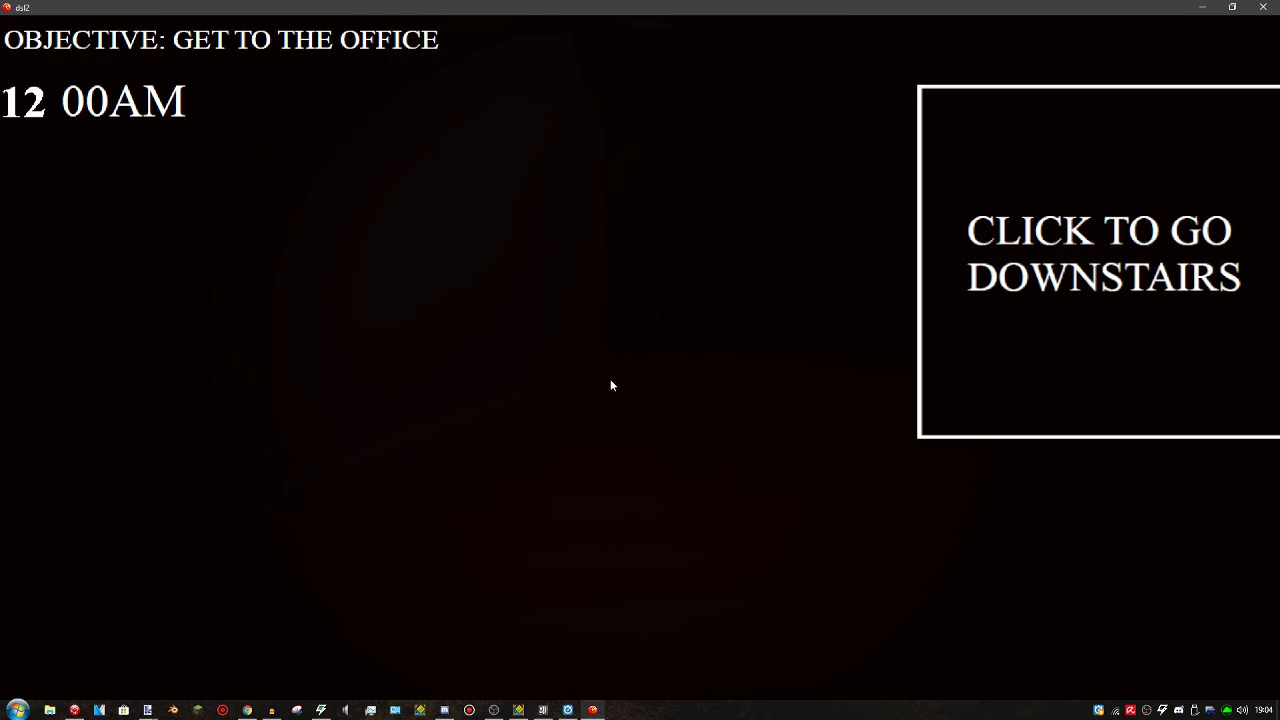 dsl2
OBJECTIVE: GET TO THE OFFICE
12 00AM
CLICK TO GO
DOWNSTAIRS
19:04